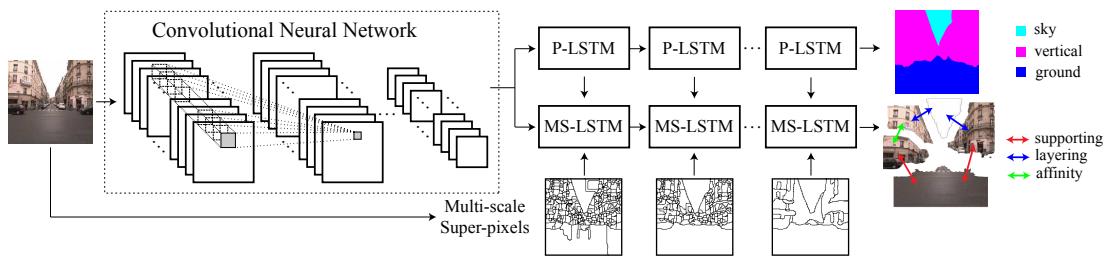 Convolutional Neural Network
P-LSTM
P-LSTM
P-LSTM
MS-LSTM
MS-LSTM
MS-LSTM
Multi-scale
Super-pixels
sky
vertical
ground
supporting
layering
affinity